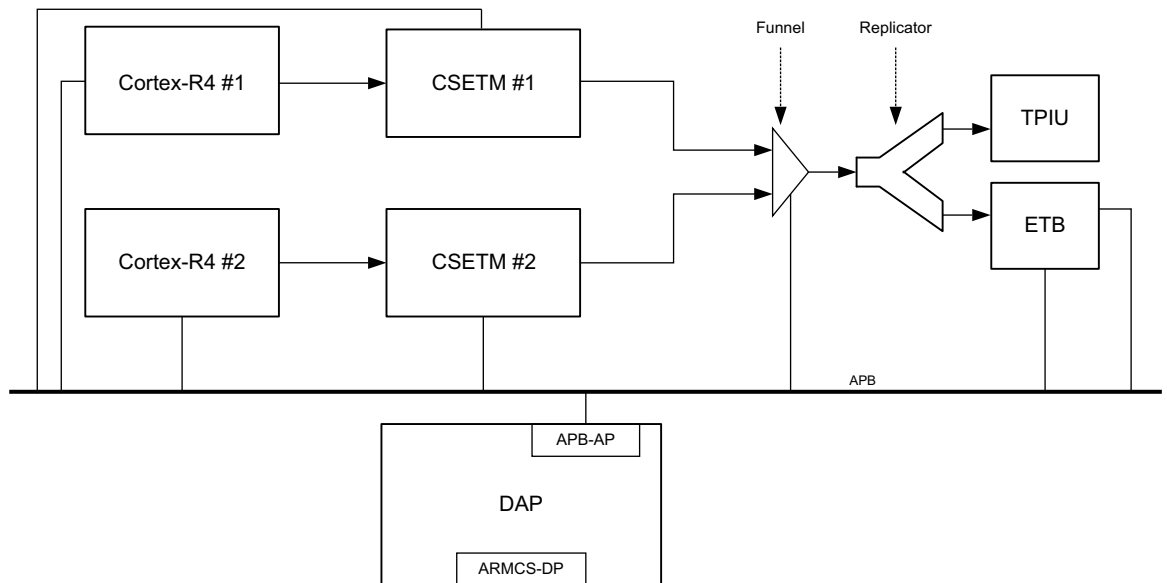 Funnel
Replicator
Cortex-R4 #1
CSETM #1
TPIU
Cortex-R4 #2
CSETM #2
ETB
APB
APB-AP
DAP
ARMCS-DP